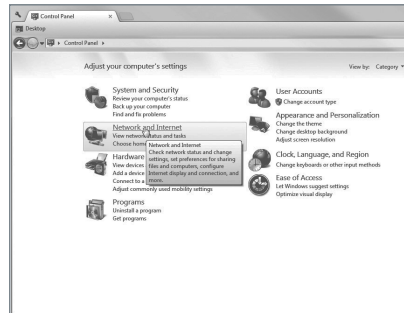 Control Panel
Desktop
Control Panel
Adjust your computer's settings
View by: Category
System and Security
Review your computer's status
Back up your computer
Find and fix problems
Network and Internet
View network status and tasks
Choose home
Network and Internet
Check network status and change
settings, set preferences for sharing
files and computers, configure
Internet display and connection, and
more.
Hardware
View devices
Add a device
Connect to a
Adjust commonly used mobility settings
Programs
Uninstall a program
Get programs
User Accounts
Change account type
Appearance and Personalization
Change the theme
Change desktop background
Adjust screen resolution
Clock, Language, and Region
Change keyboards or other input methods
Ease of Access
Let Windows suggest settings
Optimize visual display